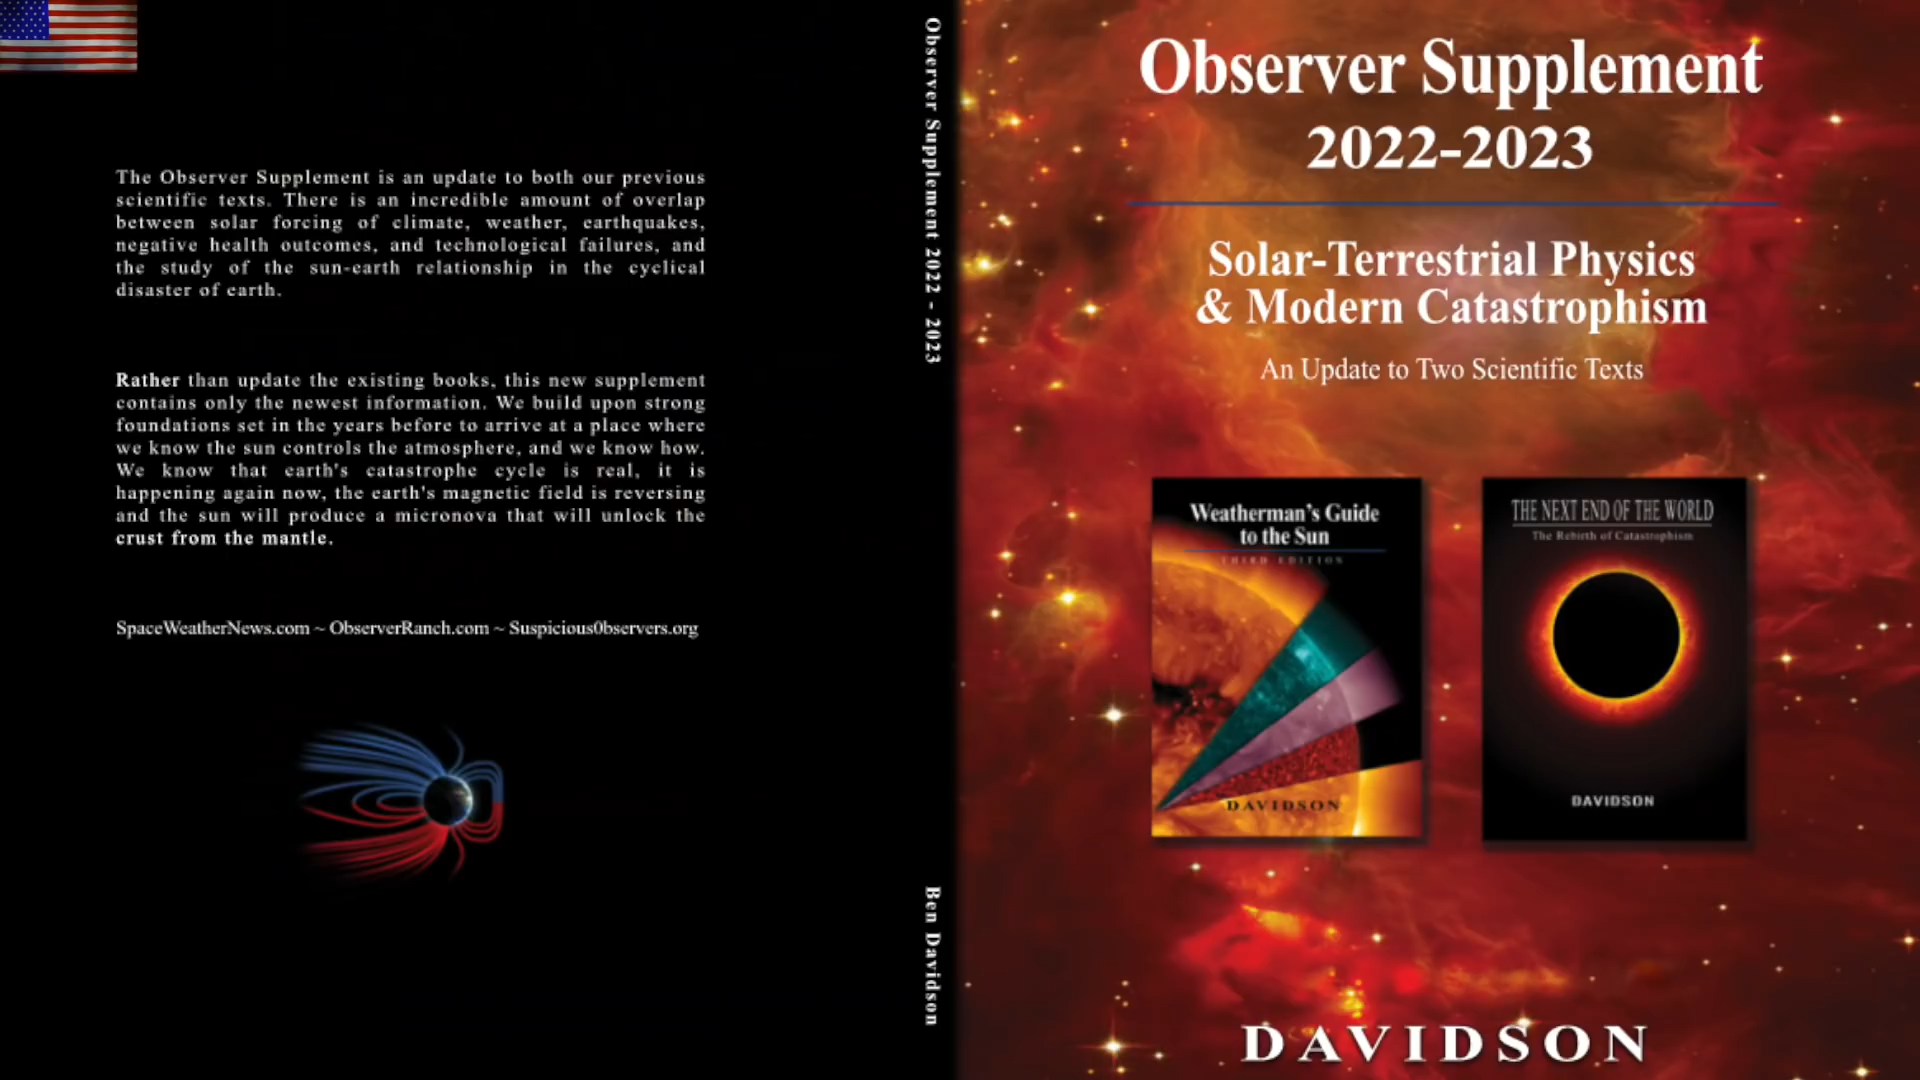 The Observer Supplement is an update to both our previous
scientific texts. There is an incredible amount of overlap
between solar forcing of climate, weather, earthquakes,
negative health outcomes, and technological failures, and
the study of the sun-earth relationship in the cyclical
disaster of earth.
Rather than update the existing books, this new supplement
contains only the newest information. We build upon strong
foundations set in the years before to arrive at a place where
we know the sun controls the atmosphere, and we know how.
We know that earth's catastrophe cycle is real, it is
happening again now, the earth's magnetic field is reversing
and the sun will produce a micronova that will unlock the
crust from the mantle.
SpaceWeatherNews.com ~ ObserverRanch.com ~ Suspicious0bservers.org
Observer Supplement 2022 - 2023
Ben Davidson
Observer Supplement
2022-2023
Solar-Terrestrial Physics
& Modern Catastrophism
An Update to Two Scientific Texts
Weatherman's Guide
to the Sun
THIRD EDITION
DAVIDSON
THE NEXT END OF THE WORLD
The Rebirth of Catastrophism
DAVIDSON
DAVIDSON